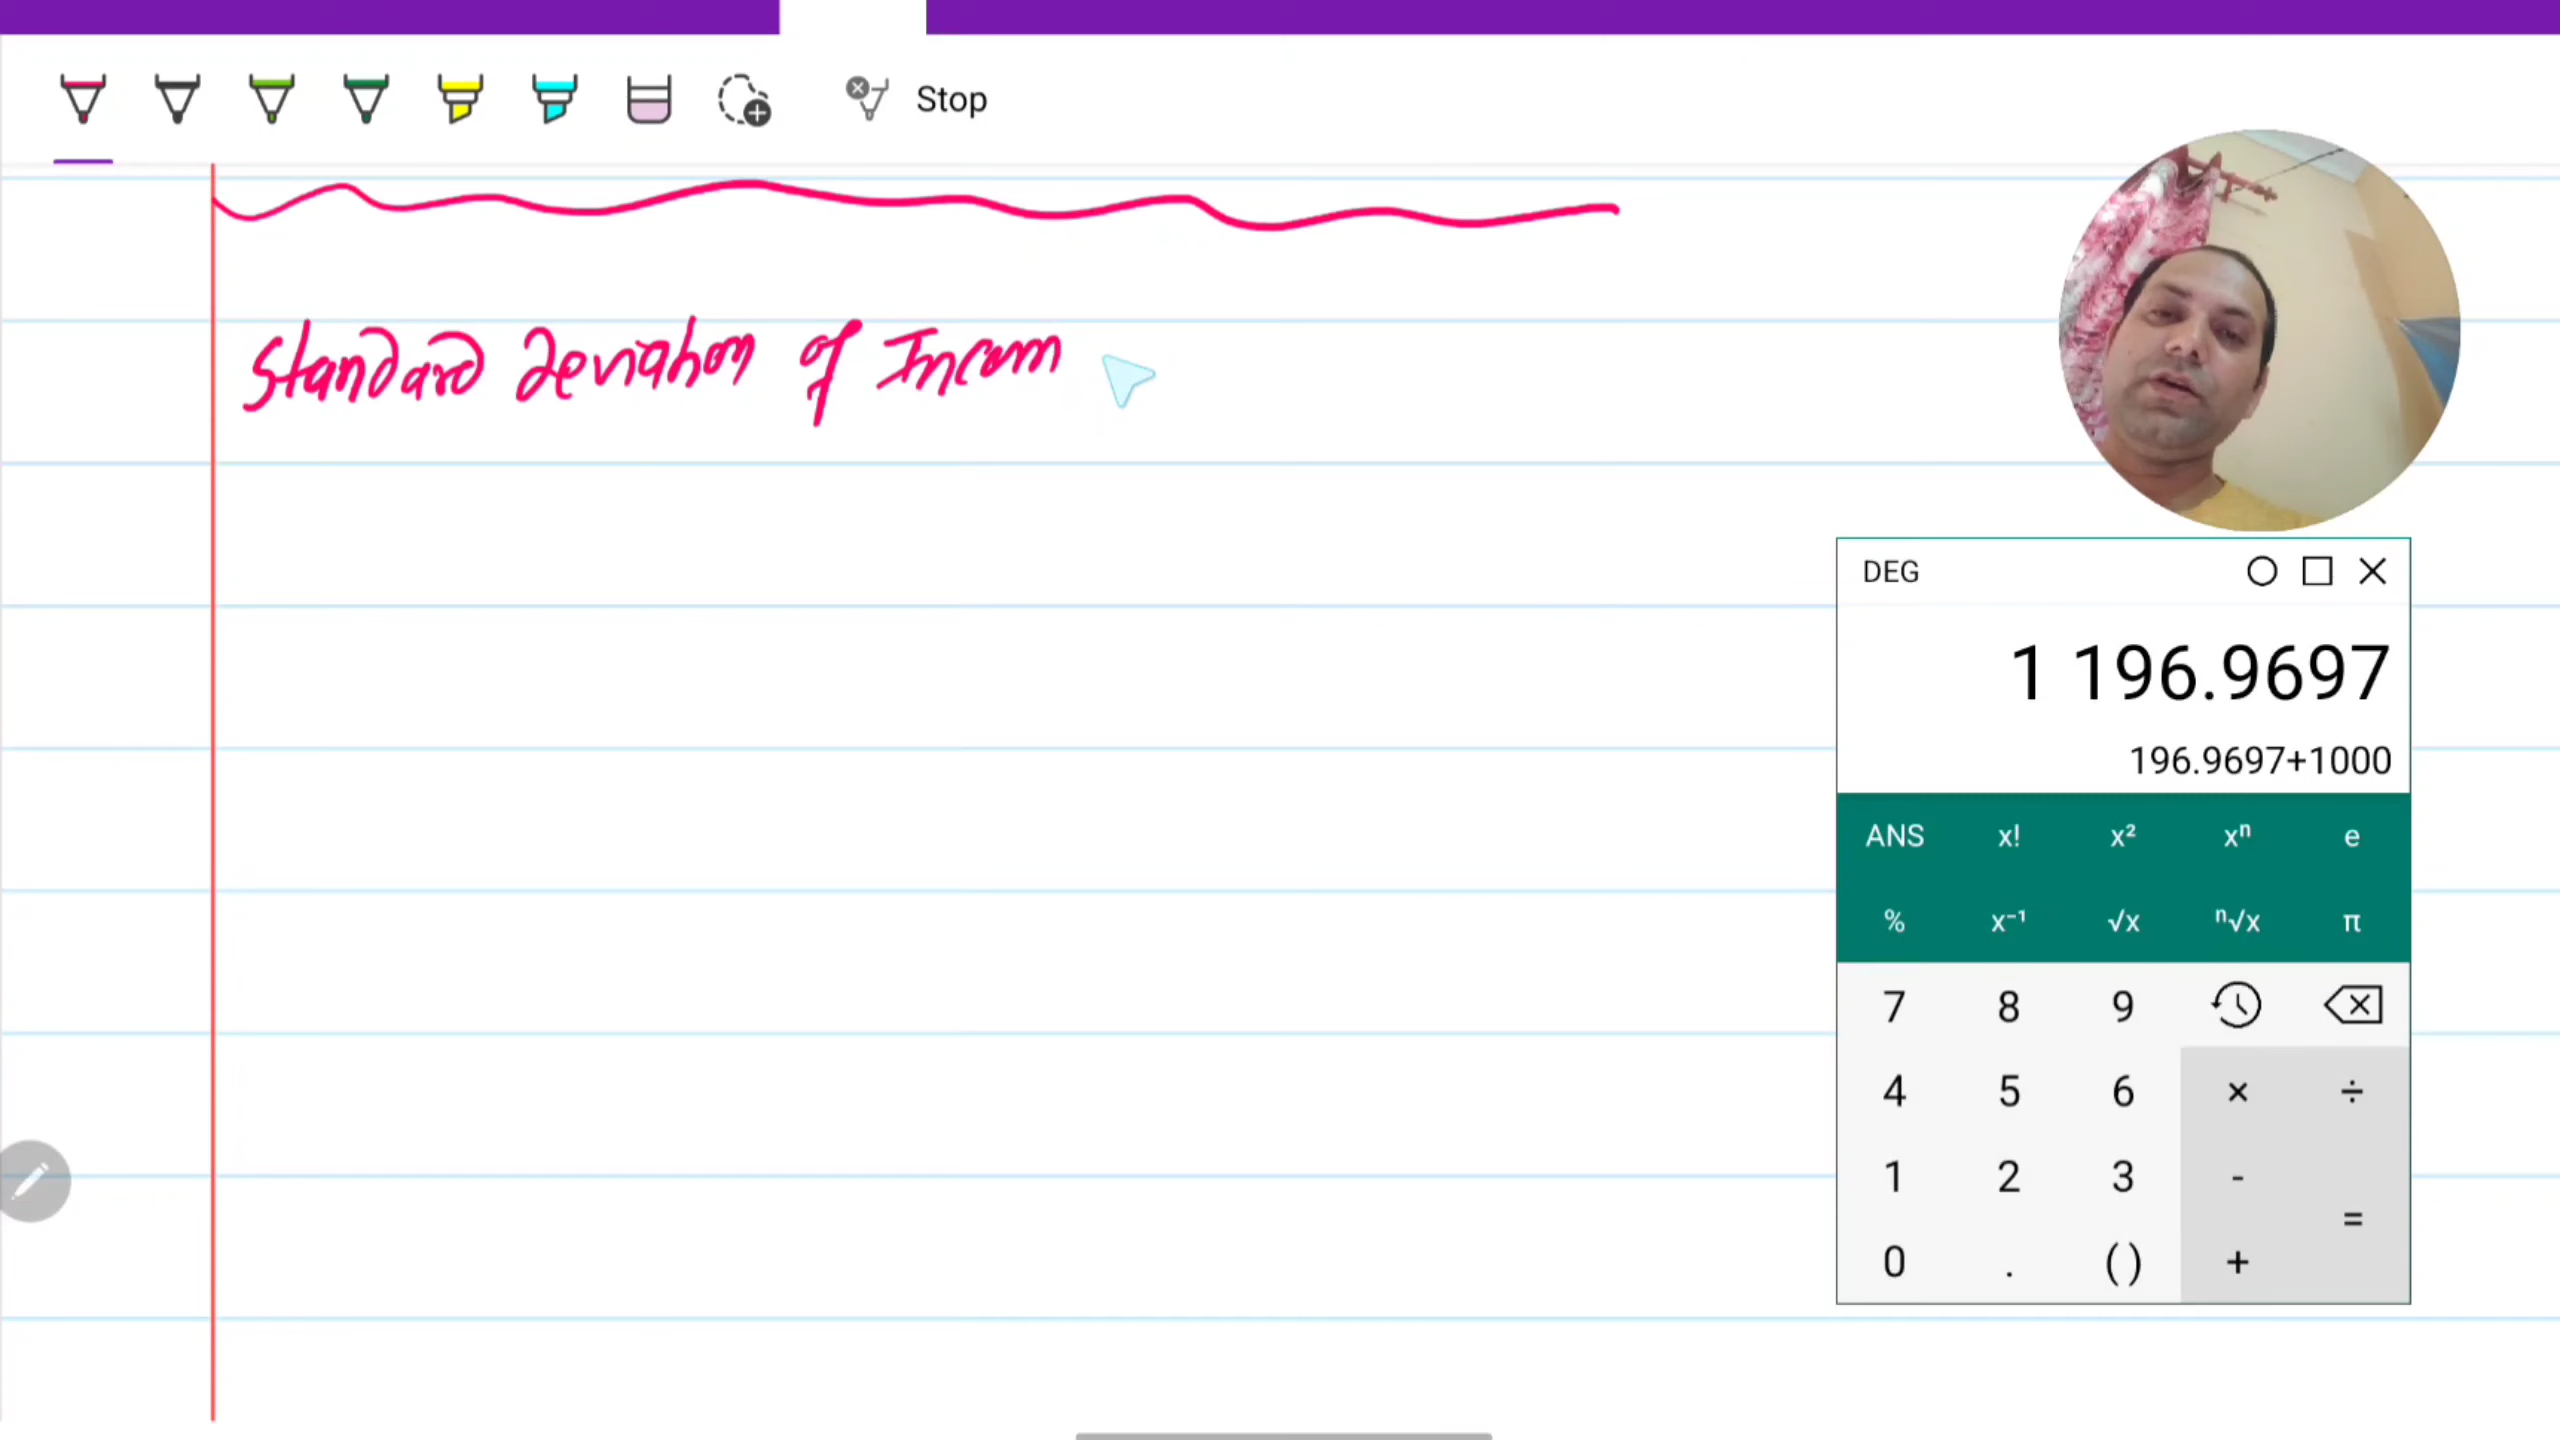 Stop
Standard Deviation of Incom
DEG
1 196.9697
196.9697+1000
ANS x! x² xⁿ e
% x⁻¹ √x ⁿ√x π
7 8 9
4 5 6 × ÷
1 2 3 - =
0 . ( ) +